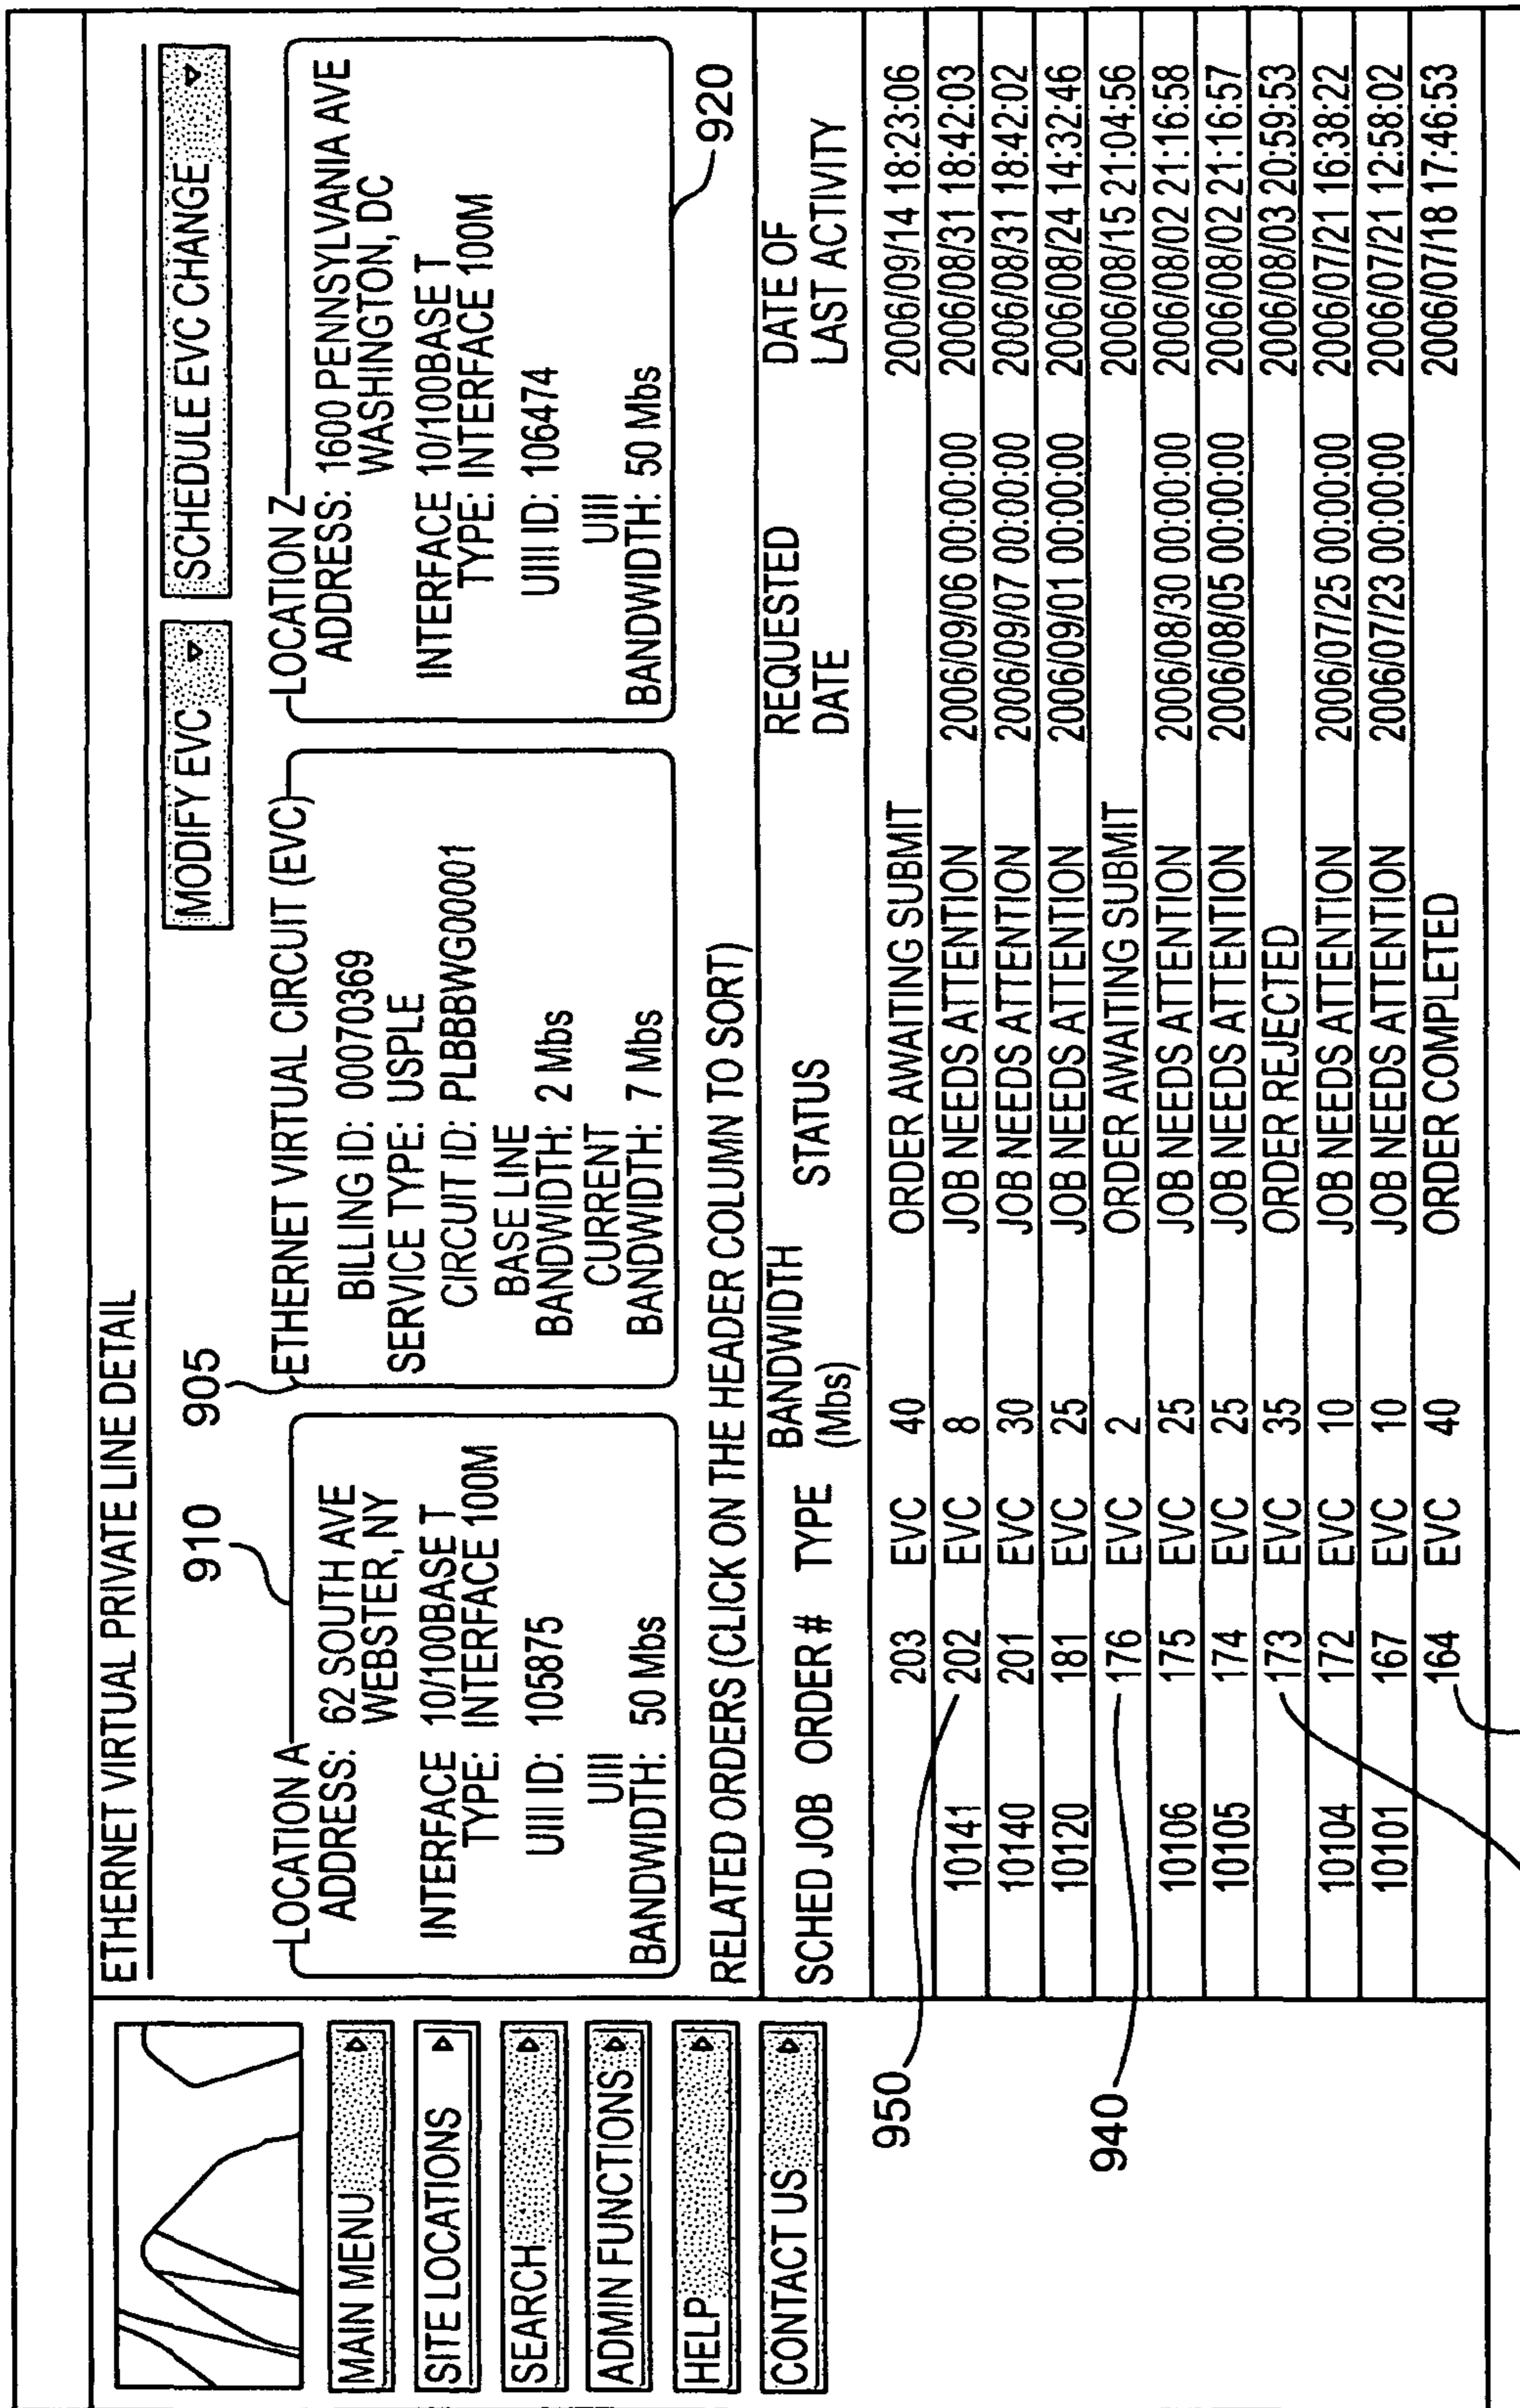 ETHERNET VIRTUAL PRIVATE LINE DETAIL
MODIFY EVC
SCHEDULE EVC CHANGE
MAIN MENU
SITE LOCATIONS
SEARCH
ADMIN FUNCTIONS
HELP
CONTACT US
910
905
LOCATION A
ADDRESS: 62 SOUTH AVE
WEBSTER, NY
INTERFACE 10/100BASE T
TYPE: INTERFACE 100M
UIII ID: 105875
UIII
BANDWIDTH: 50 Mbs
ETHERNET VIRTUAL CIRCUIT (EVC)
BILLING ID: 000770369
SERVICE TYPE: USPLE
CIRCUIT ID: PLBBBWG00001
BASE LINE
BANDWIDTH: 2 Mbs
CURRENT
BANDWIDTH: 7 Mbs
LOCATION Z
ADDRESS: 1600 PENNSYLVANIA AVE
WASHINGTON, DC
INTERFACE 10/100BASE T
TYPE: INTERFACE 100M
UIII ID: 106474
UIII
BANDWIDTH: 50 Mbs
920
RELATED ORDERS (CLICK ON THE HEADER COLUMN TO SORT)
SCHED JOB ORDER # TYPE BANDWIDTH (Mbs) STATUS REQUESTED DATE DATE OF LAST ACTIVITY
203 EVC 40 ORDER AWAITING SUBMIT 2006/09/14 18:23:06
10141 202 EVC 8 JOB NEEDS ATTENTION 2006/09/06 00:00:00 2006/08/31 18:42:03
10140 201 EVC 30 JOB NEEDS ATTENTION 2006/09/07 00:00:00 2006/08/31 18:42:02
10120 181 EVC 25 JOB NEEDS ATTENTION 2006/09/01 00:00:00 2006/08/24 14:32:46
176 EVC 2 ORDER AWAITING SUBMIT 2006/08/15 21:04:56
10106 175 EVC 25 JOB NEEDS ATTENTION 2006/08/30 00:00:00 2006/08/02 21:16:58
10105 174 EVC 25 JOB NEEDS ATTENTION 2006/08/05 00:00:00 2006/08/02 21:16:57
173 EVC 35 ORDER REJECTED 2006/08/03 20:59:53
10104 172 EVC 10 JOB NEEDS ATTENTION 2006/07/25 00:00:00 2006/07/21 16:38:22
10101 167 EVC 10 JOB NEEDS ATTENTION 2006/07/23 00:00:00 2006/07/21 12:58:02
164 EVC 40 ORDER COMPLETED 2006/07/18 17:46:53
950
940